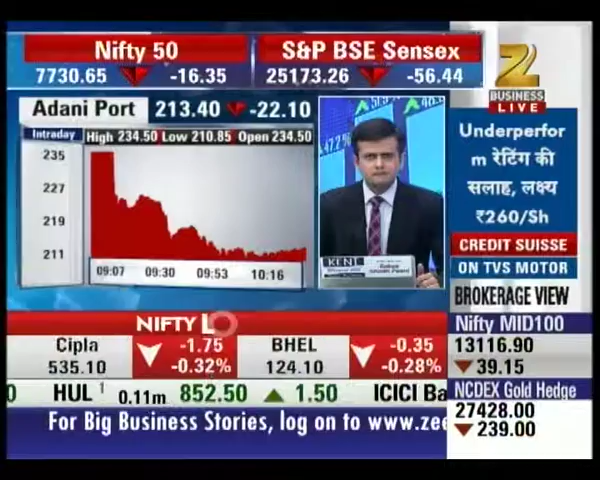 Nifty 50
7730.65 -16.35
S&P BSE Sensex
25173.26 -56.44
Z
BUSINESS
LIVE
Adani Port 213.40 -22.10
Intraday High 234.50 Low 210.85 Open 234.50
235
227
219
211
09:07 09:30 09:53 10:16
47.2%
KENT
Underperfor
m रेटिंग की
सलाह, लक्ष्य
₹260/Sh
CREDIT SUISSE
ON TVS MOTOR
BROKERAGE VIEW
NIFTY
Cipla -1.75
535.10 -0.32%
BHEL -0.35
124.10 -0.28%
Nifty MID100
13116.90
39.15
0 HUL 1 0.11m 852.50 1.50 ICICI Ba
NCDEX Gold Hedge
27428.00
239.00
For Big Business Stories, log on to www.zee